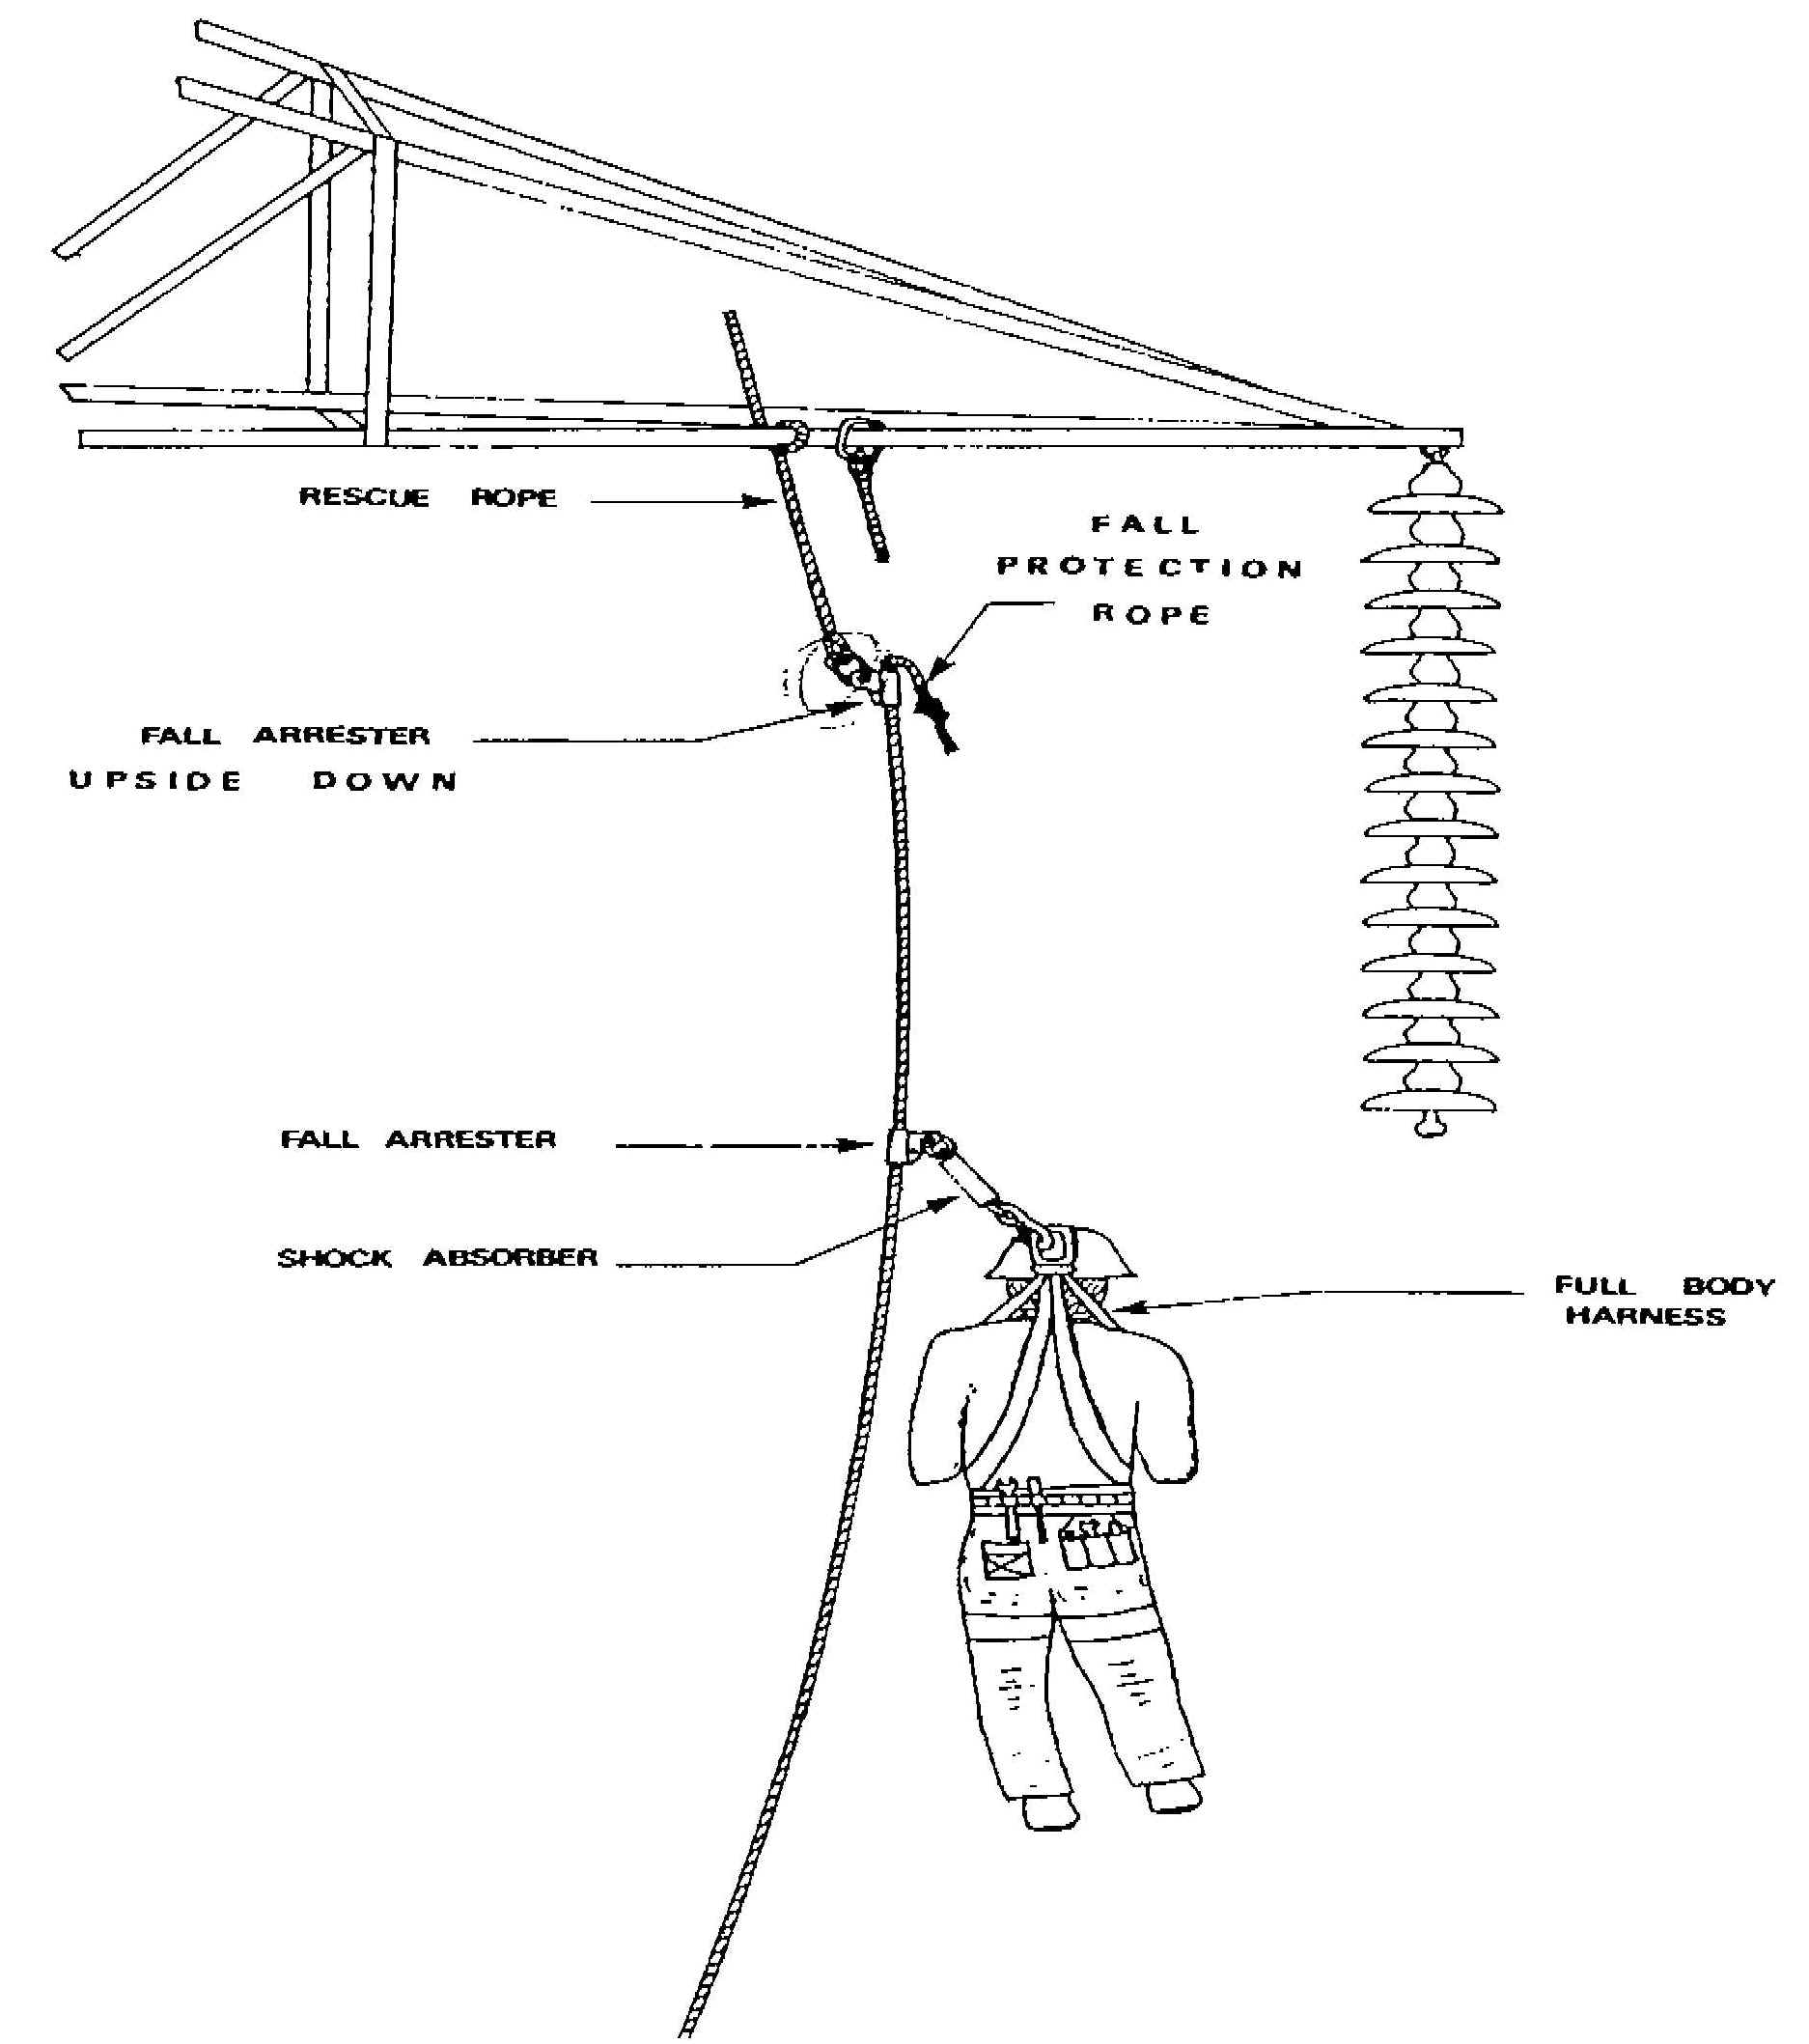 RESCUE ROPE
FALL
PROTECTION
ROPE
FALL ARRESTER
UPSIDE DOWN
FALL ARRESTER
SHOCK ABSORBER
FULL BODY
HARNESS